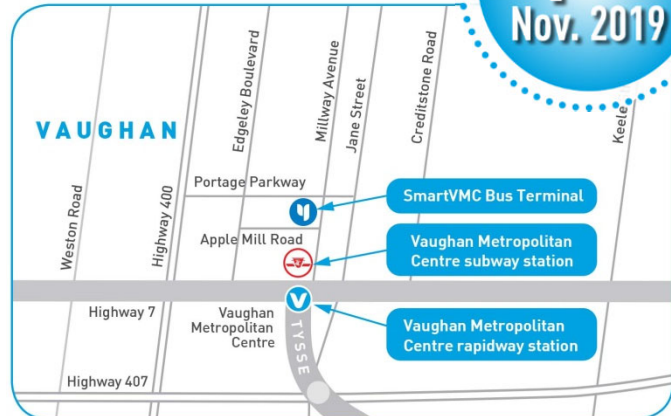 Nov. 2019
VAUGHAN
Weston Road
Highway 400
Edgeley Boulevard
Millway Avenue
Jane Street
Creditstone Road
Keele
Portage Parkway
SmartVMC Bus Terminal
Apple Mill Road
Vaughan Metropolitan
Centre subway station
Highway 7
Vaughan
Metropolitan
Centre
TYSSE
Vaughan Metropolitan
Centre rapidway station
Highway 407